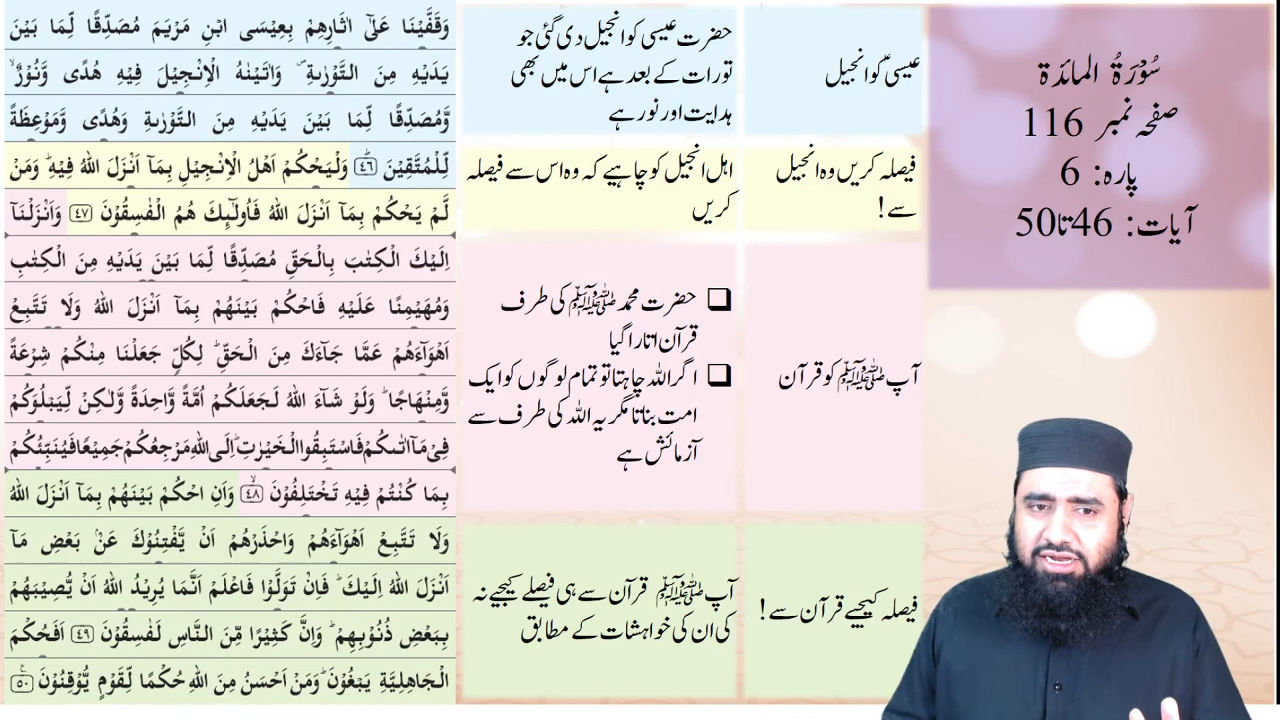 سُوْرَۃُ المائدۃ
صفحہ نمبر 116
پارہ: 6
آیات: 46تا50
عیسیٰؑ کو انجیل
حضرت عیسیٰ کو انجیل دی گئی جو
تورات کے بعد ہے اس میں بھی
ہدایت اور نور ہے
فیصلہ کریں وہ انجیل
سے!
اہل انجیل کو چاہیے کہ وہ اس سے فیصلہ
کریں
آپ ﷺ کو قرآن
❑ حضرت محمد ﷺ کی طرف
قرآن اتارا گیا
❑ اگر اللہ چاہتا تو تمام لوگوں کو ایک
امت بناتا مگر یہ اللہ کی طرف سے
آزمائش ہے
فیصلہ کیجیے قرآن سے!
آپ ﷺ قرآن سے ہی فیصلے کیجیے نہ
کی ان کی خواہشات کے مطابق
وَقَفَّيْنَا عَلٰٓى اٰثَارِهِمْ بِعِيْسَى ابْنِ مَرْيَمَ مُصَدِّقًا لِّمَا بَيْنَ
يَدَيْهِ مِنَ التَّوْرٰىةِ ۪ وَاٰتَيْنٰهُ الْاِنْجِيْلَ فِيْهِ هُدًى وَّنُوْرٌ ۙ
وَّمُصَدِّقًا لِّمَا بَيْنَ يَدَيْهِ مِنَ التَّوْرٰىةِ وَهُدًى وَّمَوْعِظَةً
لِّلْمُتَّقِيْنَ ﴿٤٦﴾ وَلْيَحْكُمْ اَهْلُ الْاِنْجِيْلِ بِمَآ اَنْزَلَ اللّٰهُ فِيْهِ ۭ وَمَنْ
لَّمْ يَحْكُمْ بِمَآ اَنْزَلَ اللّٰهُ فَاُولٰٓئِكَ هُمُ الْفٰسِقُوْنَ ﴿٤٧﴾ وَاَنْزَلْنَآ
اِلَيْكَ الْكِتٰبَ بِالْحَقِّ مُصَدِّقًا لِّمَا بَيْنَ يَدَيْهِ مِنَ الْكِتٰبِ
وَمُهَيْمِنًا عَلَيْهِ فَاحْكُمْ بَيْنَهُمْ بِمَآ اَنْزَلَ اللّٰهُ وَلَا تَتَّبِعْ
اَهْوَآءَهُمْ عَمَّا جَآءَكَ مِنَ الْحَقِّ ۭ لِكُلٍّ جَعَلْنَا مِنْكُمْ شِرْعَةً
وَّمِنْهَاجًا ۭ وَلَوْ شَآءَ اللّٰهُ لَجَعَلَكُمْ اُمَّةً وَّاحِدَةً وَّلٰكِنْ لِّيَبْلُوَكُمْ
فِيْ مَآ اٰتٰىكُمْ فَاسْتَبِقُوا الْخَيْرٰتِ ۭ اِلَى اللّٰهِ مَرْجِعُكُمْ جَمِيْعًا فَيُنَبِّئُكُمْ
بِمَا كُنْتُمْ فِيْهِ تَخْتَلِفُوْنَ ۙ﴿٤٨﴾ وَاَنِ احْكُمْ بَيْنَهُمْ بِمَآ اَنْزَلَ اللّٰهُ
وَلَا تَتَّبِعْ اَهْوَآءَهُمْ وَاحْذَرْهُمْ اَنْ يَّفْتِنُوْكَ عَنْۢ بَعْضِ مَآ
اَنْزَلَ اللّٰهُ اِلَيْكَ ۭ فَاِنْ تَوَلَّوْا فَاعْلَمْ اَنَّمَا يُرِيْدُ اللّٰهُ اَنْ يُّصِيْبَهُمْ
بِبَعْضِ ذُنُوْبِهِمْ ۭ وَاِنَّ كَثِيْرًا مِّنَ النَّاسِ لَفٰسِقُوْنَ ﴿٤٩﴾ اَفَحُكْمَ
الْجَاهِلِيَّةِ يَبْغُوْنَ ۭ وَمَنْ اَحْسَنُ مِنَ اللّٰهِ حُكْمًا لِّقَوْمٍ يُّوْقِنُوْنَ ﴿٥٠﴾